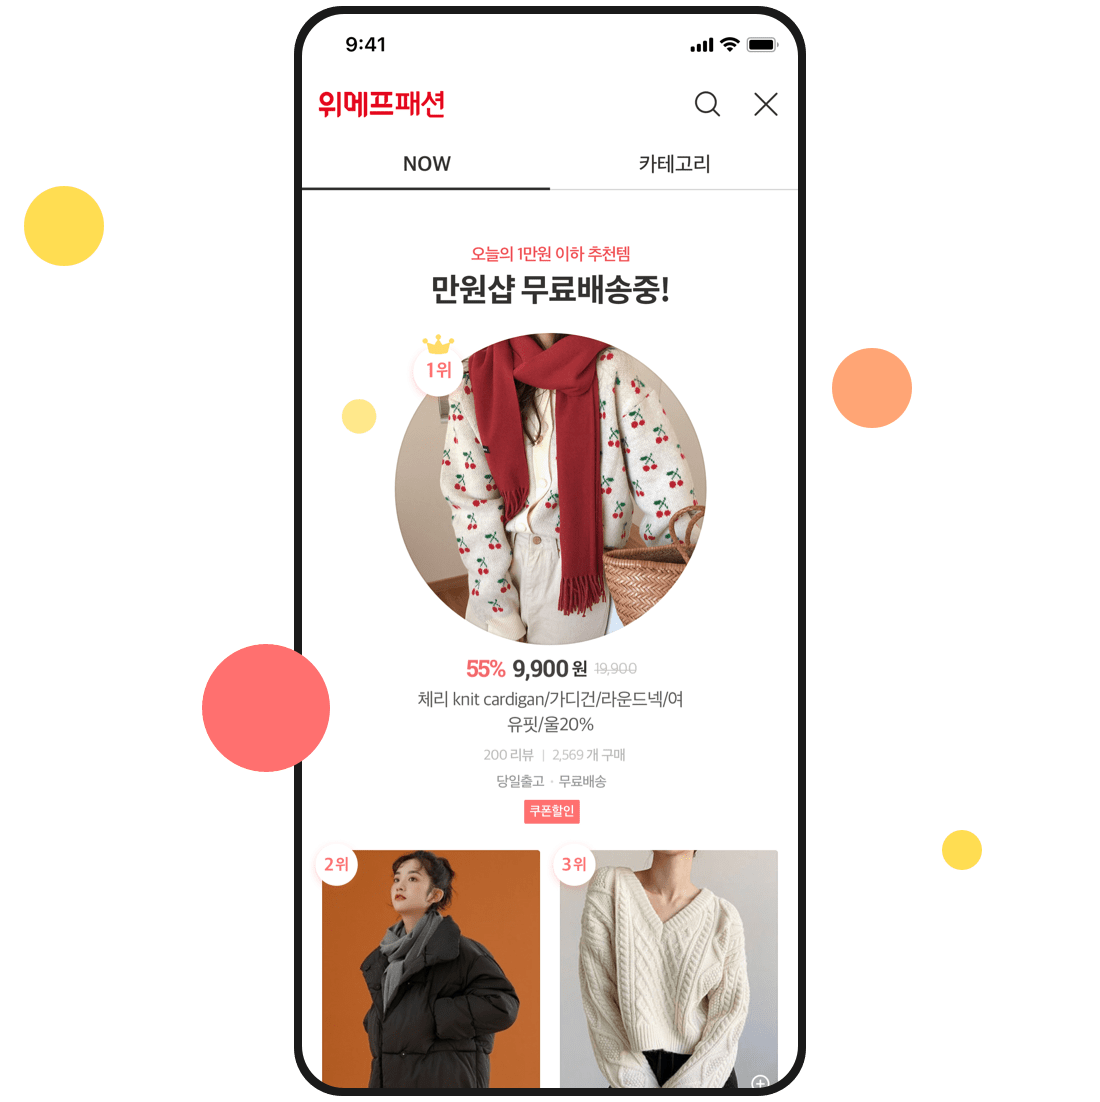 9:41
위메프패션
NOW
카테고리
오늘의 1만원 이하 추천템
만원샵 무료배송중!
1위
55% 9,900 원 19,900
체리 knit cardigan/가디건/라운드넥/여
유핏/울20%
200 리뷰 | 2,569 개 구매
당일출고 · 무료배송
쿠폰할인
2위
3위